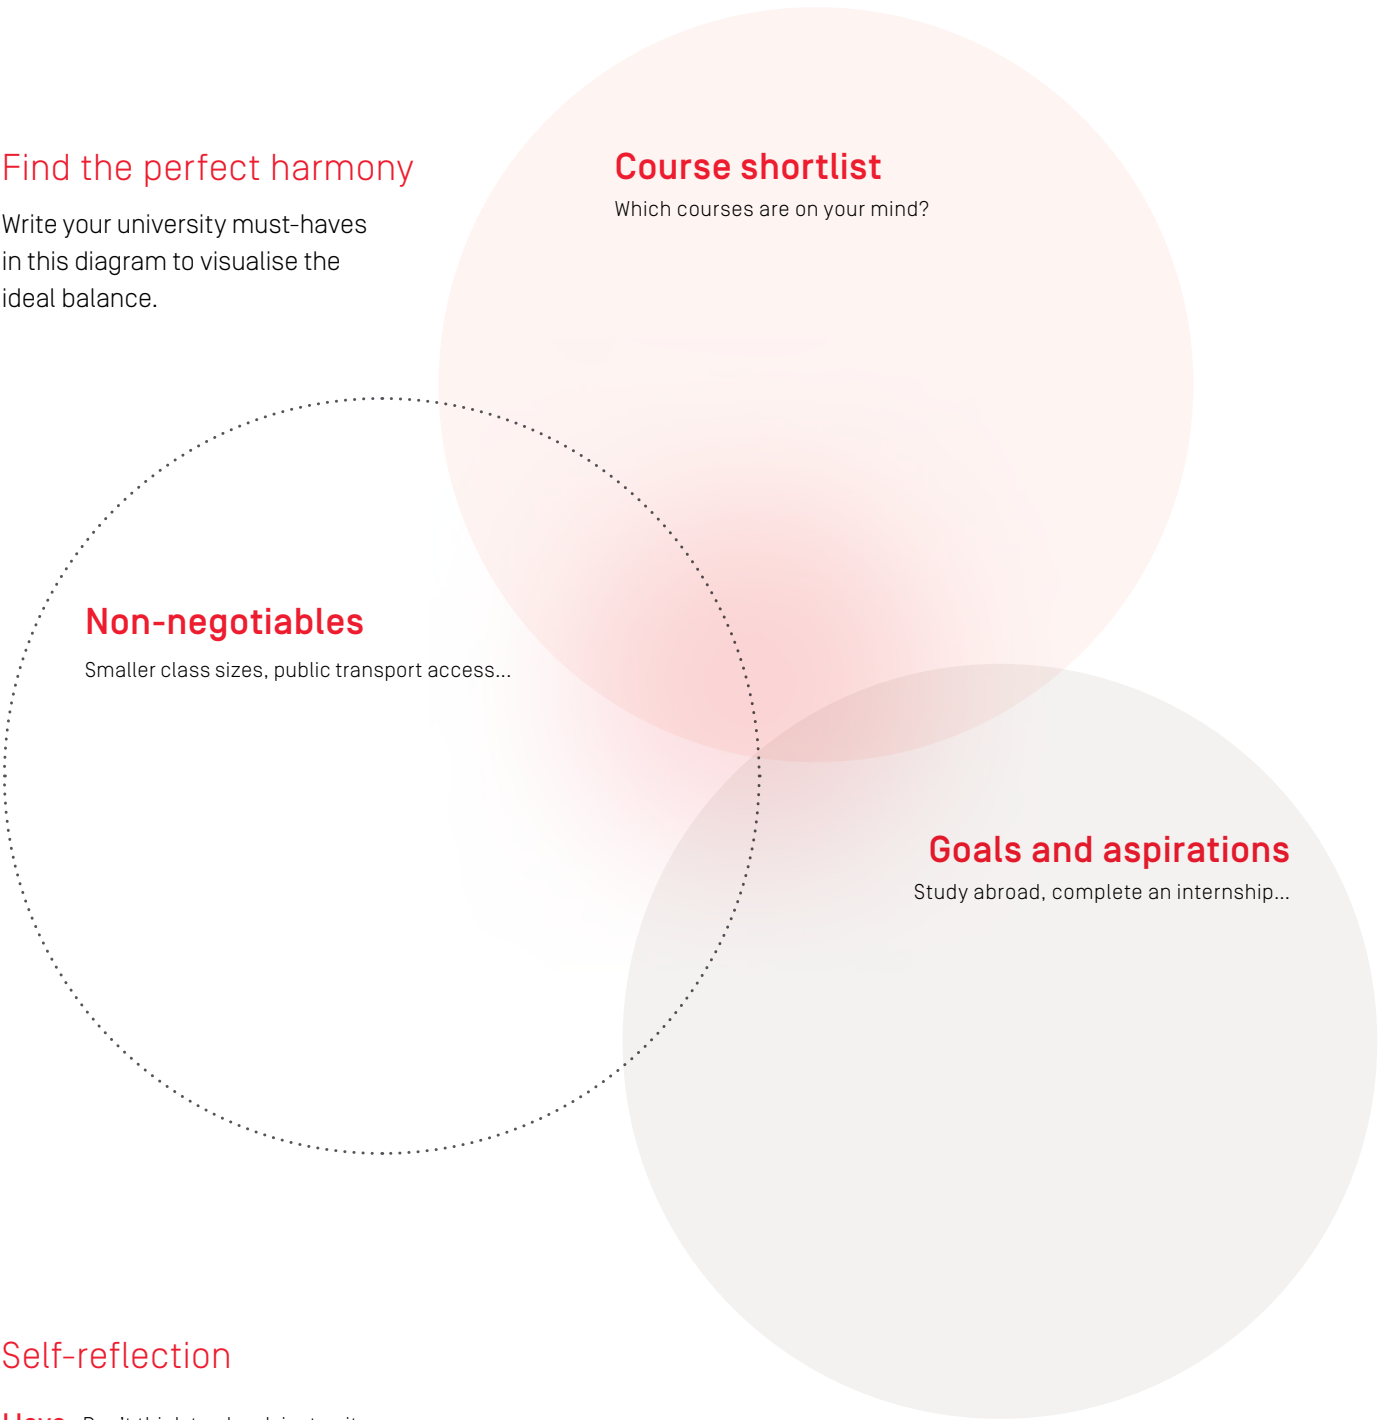 Find the perfect harmony
Write your university must-haves
in this diagram to visualise the
ideal balance.
Course shortlist
Which courses are on your mind?
Non-negotiables
Smaller class sizes, public transport access...
Goals and aspirations
Study abroad, complete an internship...
Self-reflection